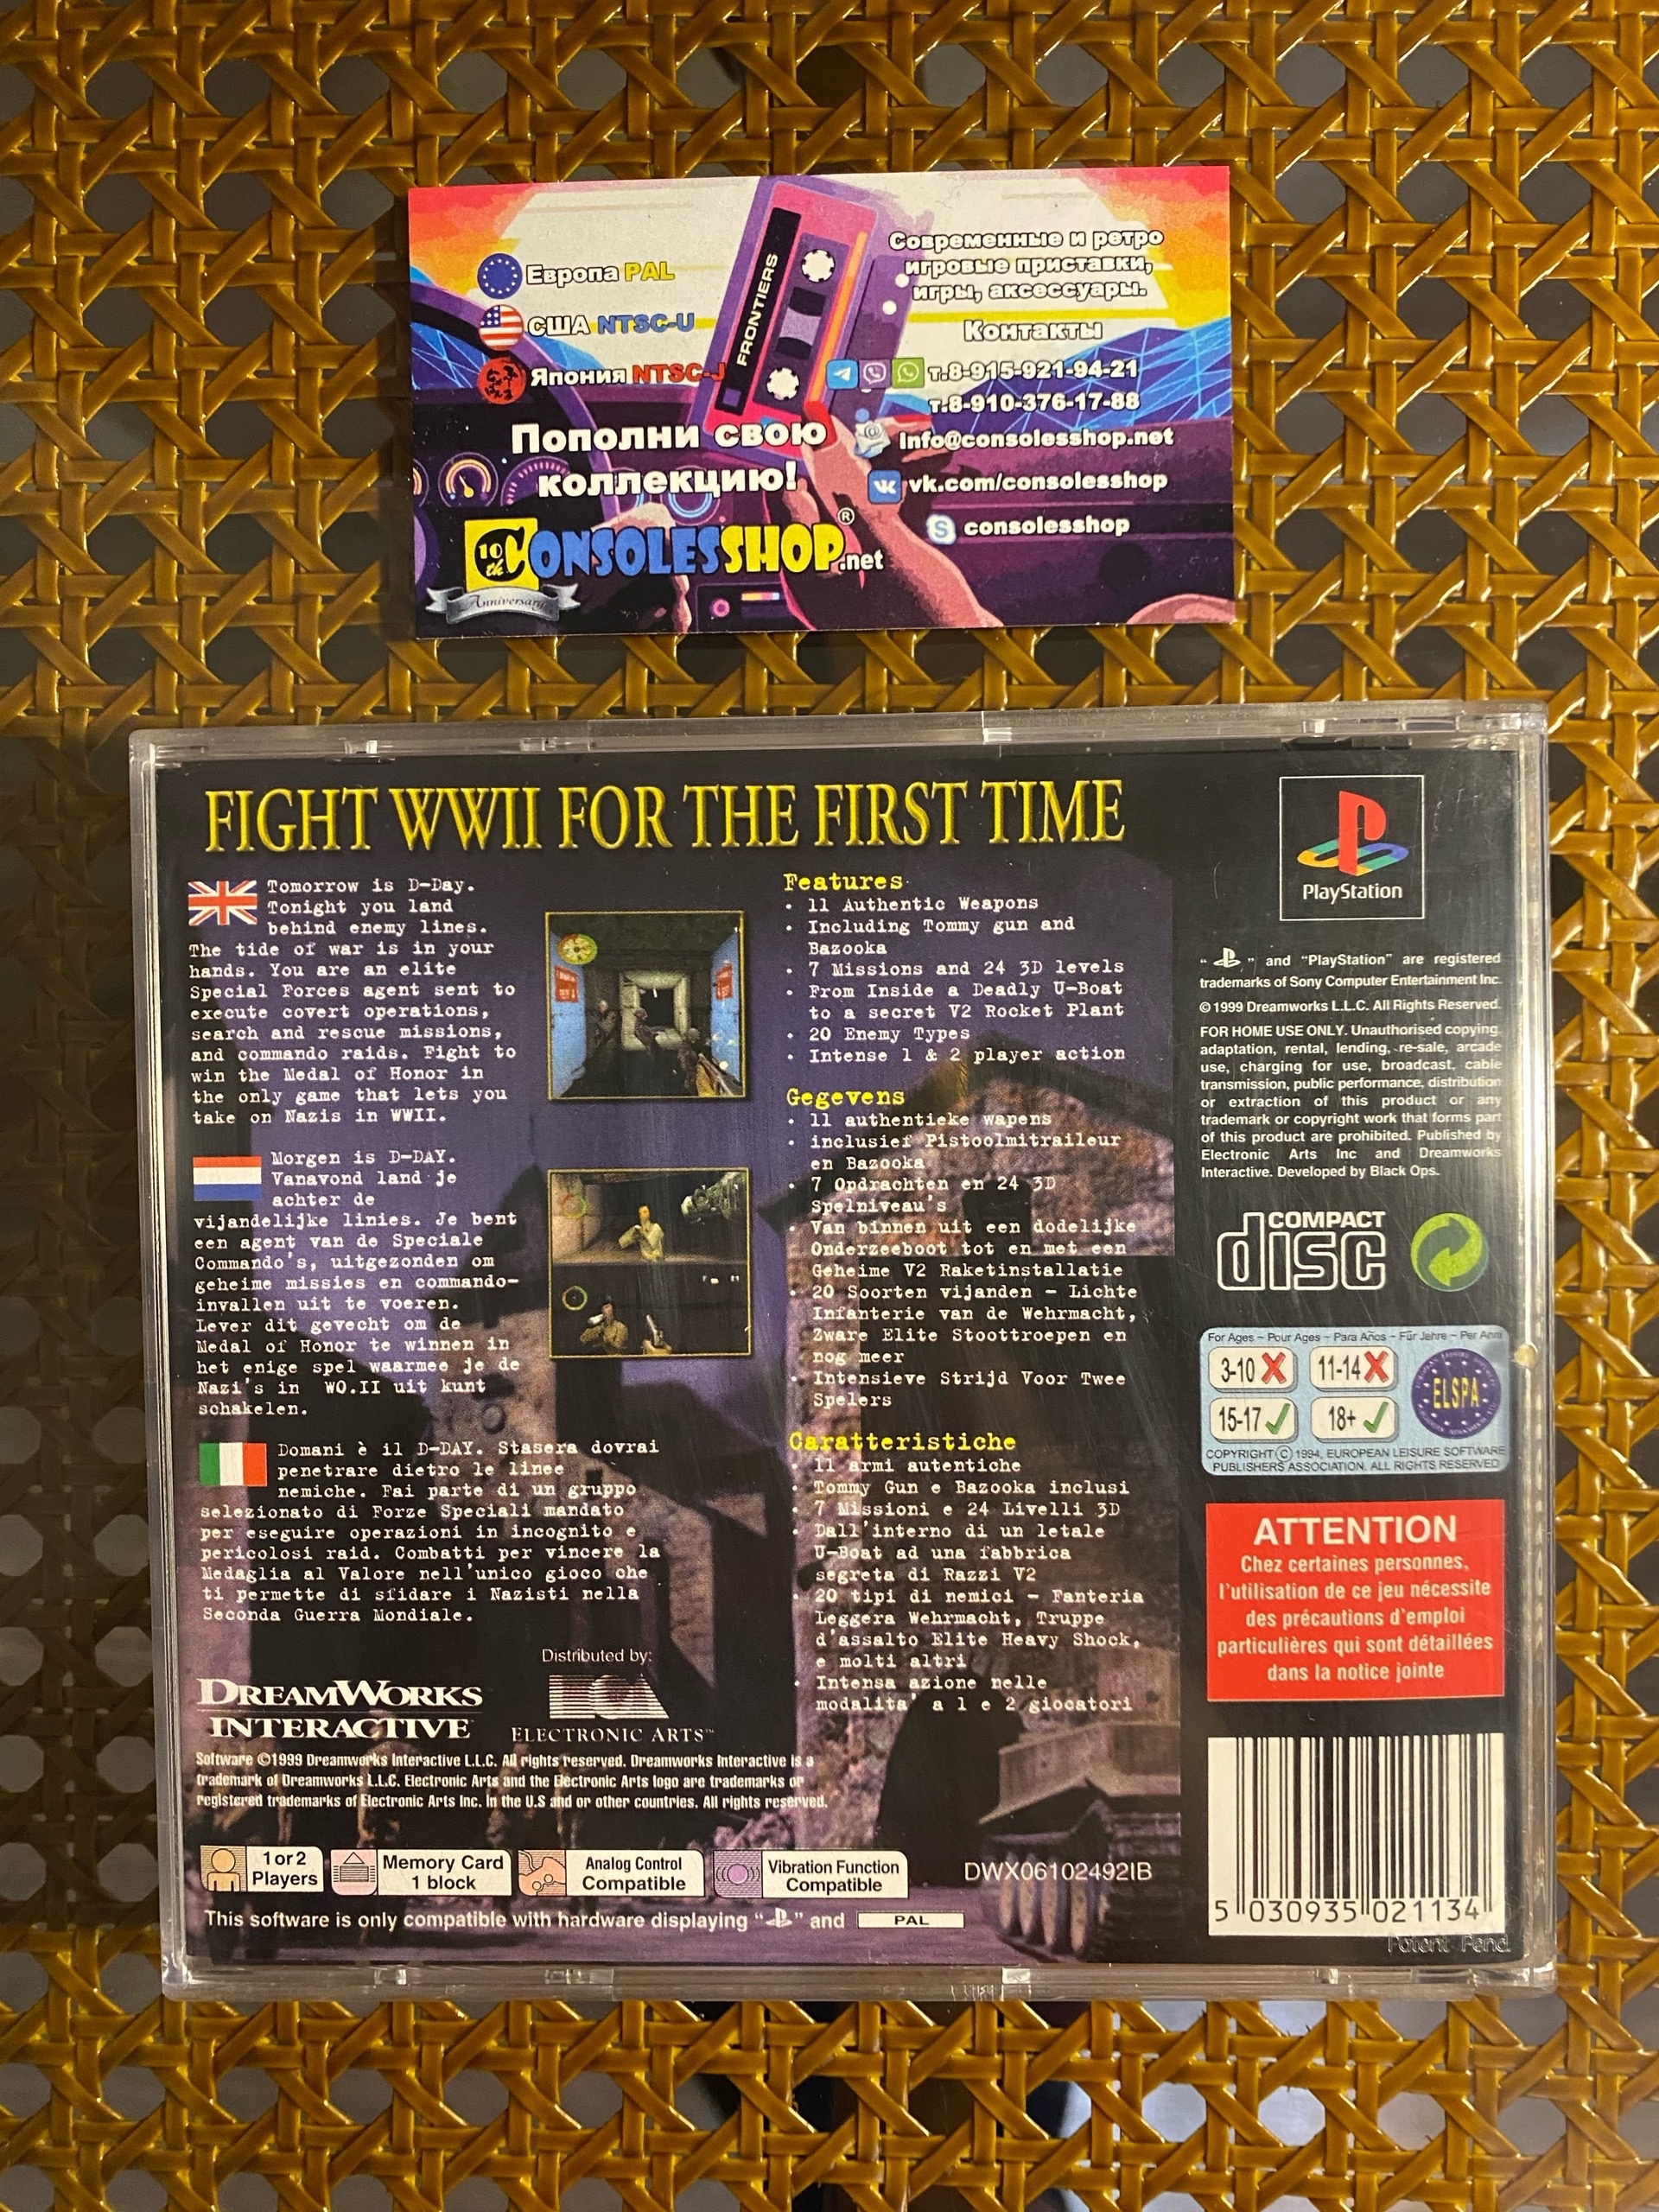 Европа PAL
США NTSC-U
Япония NTSC-J
Пополни свою
коллекцию!
10th
CONSOLESSHOP.net
®
Anniversary
FRONTIERS
Современные и ретро
игровые приставки,
игры, аксессуары.
Контакты
т.8-915-921-94-21
т.8-910-376-17-88
info@consolesshop.net
vk.com/consolesshop
consolesshop
FIGHT WWII FOR THE FIRST TIME
Tomorrow is D-Day.
Tonight you land
behind enemy lines.
The tide of war is in your
hands. You are an elite
Special Forces agent sent to
execute covert operations,
search and rescue missions,
and commando raids. Fight to
win the Medal of Honor in
the only game that lets you
take on Nazis in WWII.
Morgen is D-DAY.
Vanavond land je
achter de
vijandelijke linies. Je bent
een agent van de Speciale
Commando's, uitgezonden om
geheime missies en commando-
invallen uit te voeren.
Lever dit gevecht om de
Medal of Honor te winnen in
het enige spel waarmee je de
Nazi's in WO.II uit kunt
schakelen.
Domani è il D-DAY. Stasera dovrai
penetrare dietro le linee
nemiche. Fai parte di un gruppo
selezionato di Forze Speciali mandato
per eseguire operazioni in incognito e
pericolosi raid. Combatti per vincere la
Medaglia al Valore nell'unico gioco che
ti permette di sfidare i Nazisti nella
Seconda Guerra Mondiale.
Features
• 11 Authentic Weapons
• Including Tommy gun and
Bazooka
• 7 Missions and 24 3D levels
• From Inside a Deadly U-Boat
to a secret V2 Rocket Plant
• 20 Enemy Types
• Intense 1 & 2 player action
Gegevens
• 11 authentieke wapens
• inclusief Pistoolmitraileur
en Bazooka
• 7 Opdrachten en 24 3D
Spelniveau's
• Van binnen uit een dodelijke
Onderzeeboot tot en met een
Geheime V2 Raketinstallatie
• 20 Soorten vijanden - Lichte
Infanterie van de Wehrmacht,
Zware Elite Stoottroepen en
nog meer
• Intensieve Strijd Voor Twee
Spelers
Caratteristiche
• 11 armi autentiche
• Tommy Gun e Bazooka inclusi
• 7 Missioni e 24 Livelli 3D
• Dall'interno di un letale
U-Boat ad una fabbrica
segreta di Razzi V2
• 20 tipi di nemici - Fanteria
Leggera Wehrmacht, Truppe
d'assalto Elite Heavy Shock,
e molti altri
• Intensa azione nelle
modalita' a 1 e 2 giocatori
DREAMWORKS
INTERACTIVE
Distributed by:
ELECTRONIC ARTS™
Software ©1999 Dreamworks Interactive L.L.C. All rights reserved. Dreamworks Interactive is a
trademark of Dreamworks L.L.C. Electronic Arts and the Electronic Arts logo are trademarks or
registered trademarks of Electronic Arts Inc. in the U.S and or other countries. All rights reserved.
1 or 2
Players
Memory Card
1 block
Analog Control
Compatible
Vibration Function
Compatible
DWX06102492IB
This software is only compatible with hardware displaying " " and PAL
PlayStation
" " and "PlayStation" are registered
trademarks of Sony Computer Entertainment Inc.
© 1999 Dreamworks L.L.C. All Rights Reserved.
FOR HOME USE ONLY. Unauthorised copying,
adaptation, rental, lending, re-sale, arcade
use, charging for use, broadcast, cable
transmission, public performance, distribution
or extraction of this product or any
trademark or copyright work that forms part
of this product are prohibited. Published by
Electronic Arts Inc and Dreamworks
Interactive. Developed by Black Ops.
COMPACT
disc
For Ages ~ Pour Ages ~ Para Años ~ Für Jehre ~ Per Anni
3-10 11-14
15-17 18+
ELSPA
COPYRIGHT © 1994, EUROPEAN LEISURE SOFTWARE
PUBLISHERS ASSOCIATION. ALL RIGHTS RESERVED
ATTENTION
Chez certaines personnes,
l'utilisation de ce jeu nécessite
des précautions d'emploi
particulières qui sont détaillées
dans la notice jointe
5 030935 021134
Patent Pend.